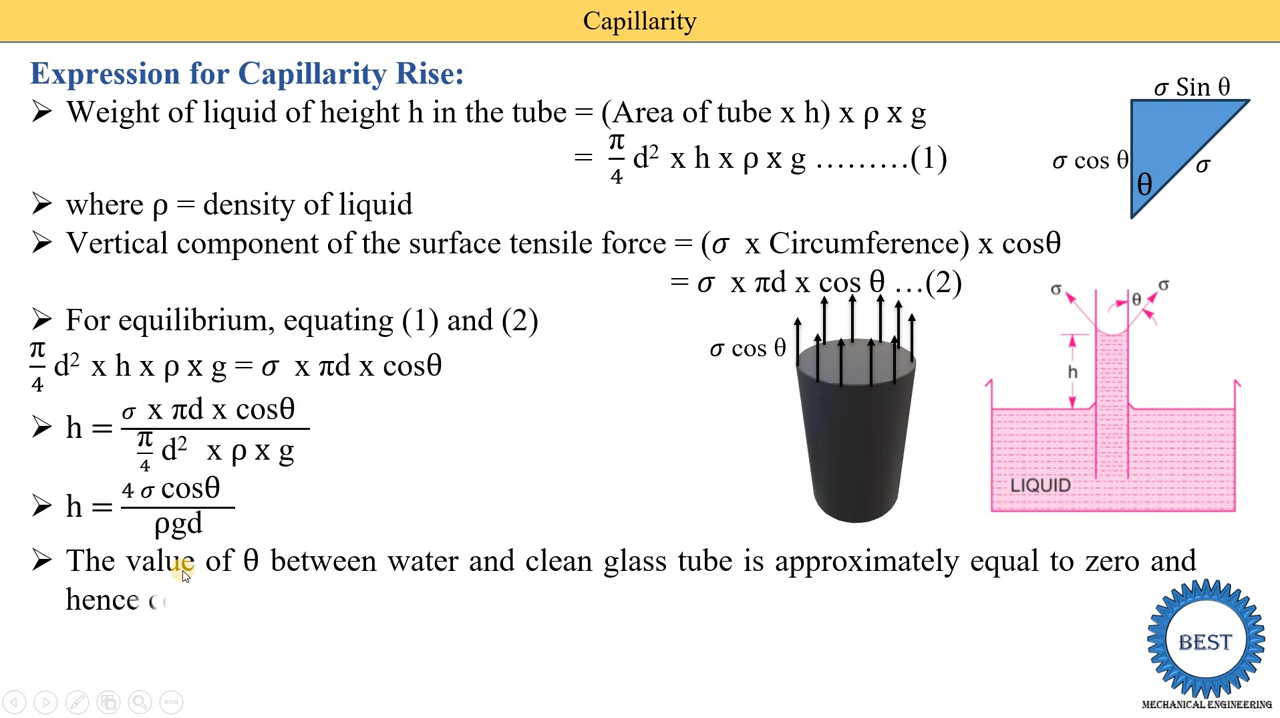 Capillarity
Expression for Capillarity Rise:
➢ Weight of liquid of height h in the tube = (Area of tube x h) x ρ x g
= π/4 d² x h x ρ x g ………(1)
➢ where ρ = density of liquid
➢ Vertical component of the surface tensile force = (σ x Circumference) x cosθ
= σ x πd x cos θ …(2)
➢ For equilibrium, equating (1) and (2)
π/4 d² x h x ρ x g = σ x πd x cosθ
➢ h = (σ x πd x cosθ)/(π/4 d² x ρ x g)
➢ h = (4 σ cosθ)/(ρgd)
➢ The value of θ between water and clean glass tube is approximately equal to zero and
hence
σ Sin θ
σ cos θ
σ
θ
σ cos θ
σ
θ
σ
h
LIQUID
BEST
MECHANICAL ENGINEERING